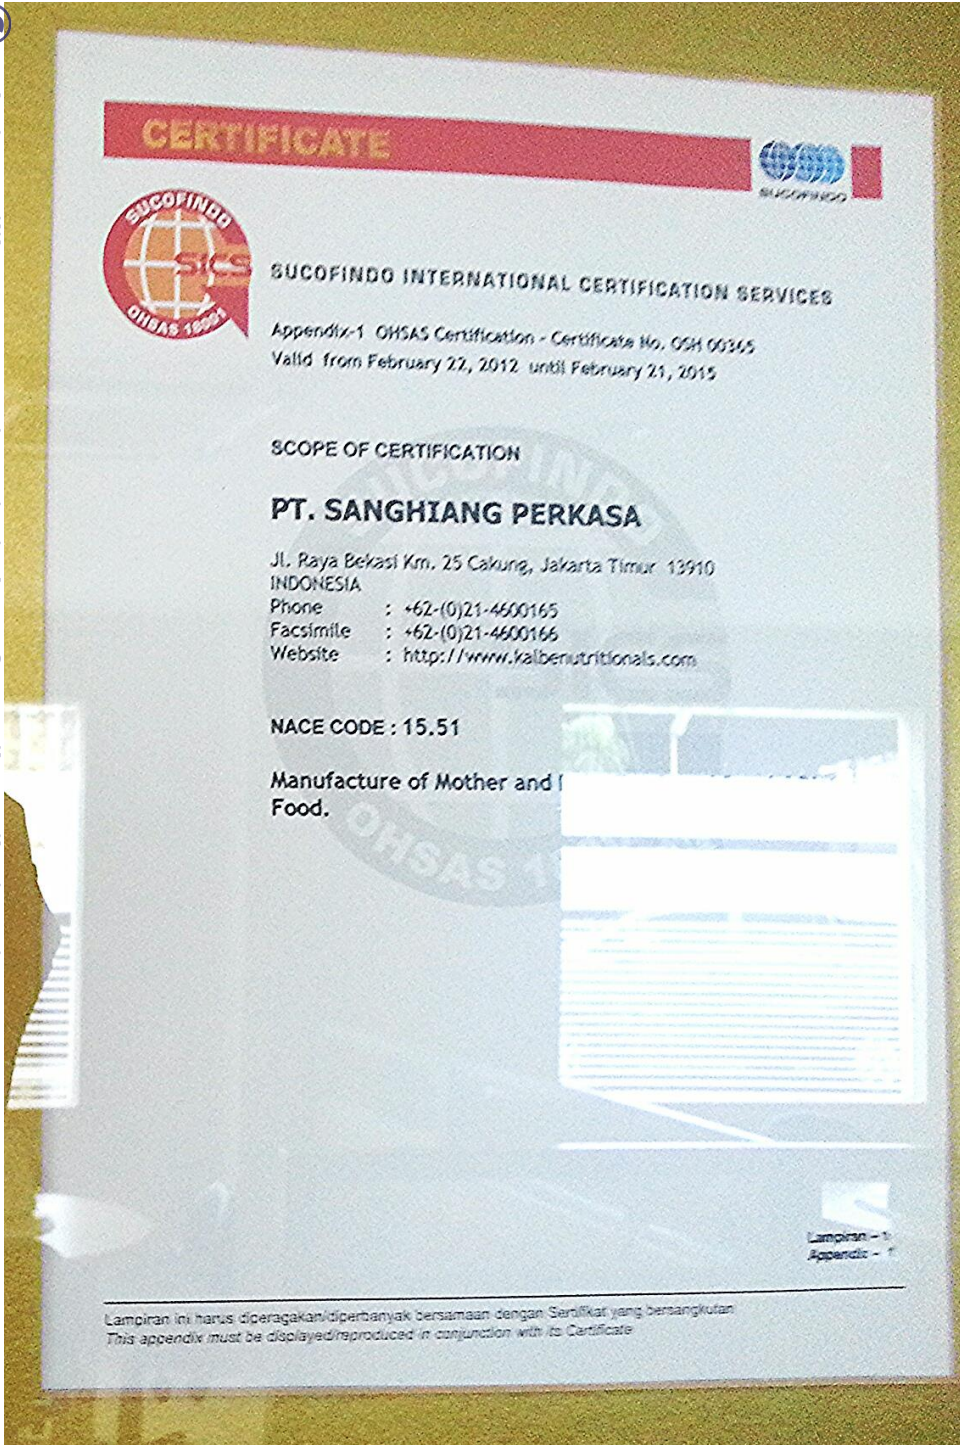 CERTIFICATE
SUCOFINDO
SUCOFINDO
SICS
OHSAS 18001
SUCOFINDO INTERNATIONAL CERTIFICATION SERVICES
Appendix-1 OHSAS Certification - Certificate No. OSH 00365
Valid from February 22, 2012 until February 21, 2015
SCOPE OF CERTIFICATION
PT. SANGHIANG PERKASA
Jl. Raya Bekasi Km. 25 Cakung, Jakarta Timur 13910
INDONESIA
Phone : +62-(0)21-4600165
Facsimile : +62-(0)21-4600166
Website : http://www.kalbenutritionals.com
NACE CODE : 15.51
Manufacture of Mother and
Food.
SUCOFINDO
OHSAS
Lampiran - 1
Appendix - 1
Lampiran ini harus diperagakan/diperbanyak bersamaan dengan Sertifikat yang bersangkutan
This appendix must be displayed/reproduced in conjunction with its Certificate